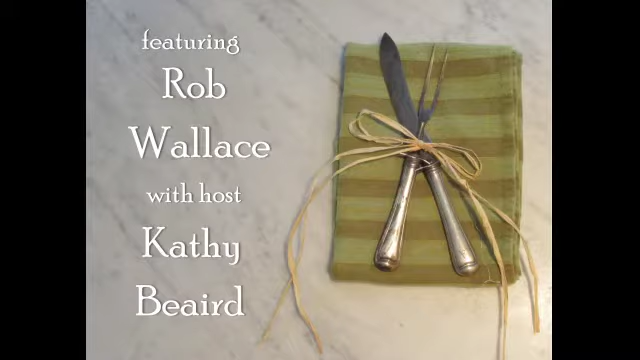 featuring
Rob
Wallace
with host
Kathy
Beaird